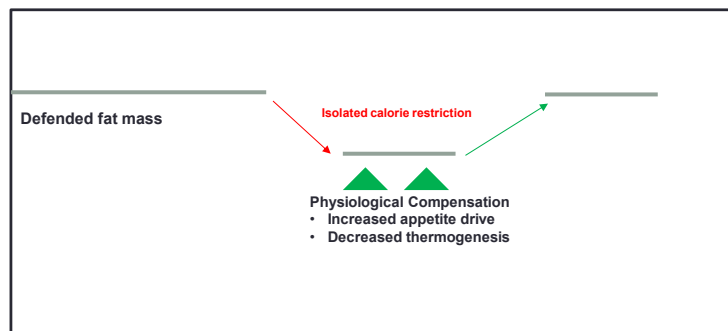 Isolated calorie restriction
Defended fat mass
Physiological Compensation
• Increased appetite drive
• Decreased thermogenesis